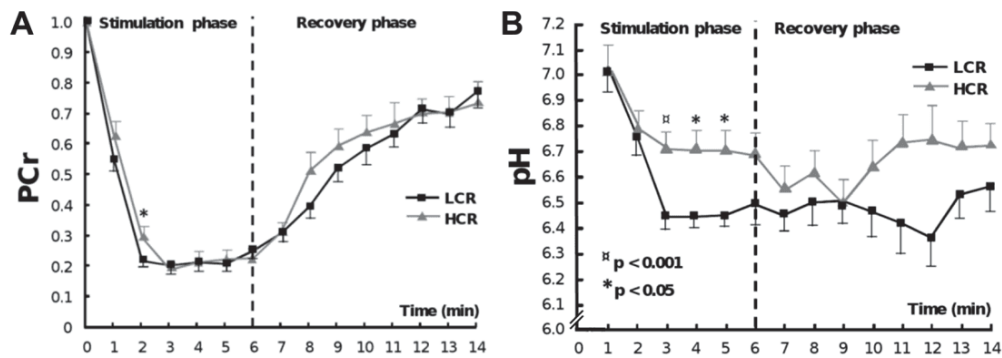 A
Stimulation phase
Recovery phase
PCr
1.0
0.9
0.8
0.7
0.6
0.5
0.4
0.3
0.2
0.1
0
*
LCR
HCR
Time (min)
0 1 2 3 4 5 6 7 8 9 10 11 12 13 14
B
Stimulation phase
Recovery phase
pH
7.2
7.1
7.0
6.9
6.8
6.7
6.6
6.5
6.4
6.3
6.2
6.1
6.0
LCR
HCR
¤ * *
¤ p < 0.001
* p < 0.05
Time (min)
0 1 2 3 4 5 6 7 8 9 10 11 12 13 14